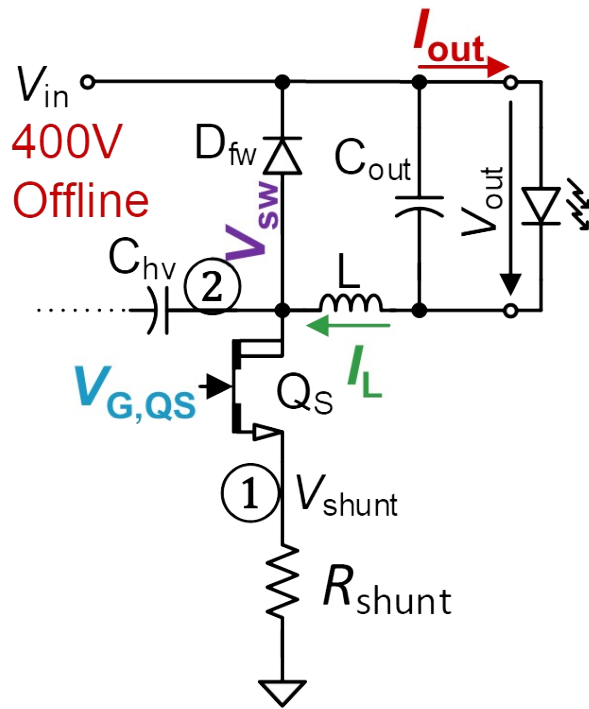 I_out
V_in
400V
Offline
D_fw
C_out
V_out
V_sw
C_hv
2
L
I_L
V_G,QS
Q_S
1
V_shunt
R_shunt